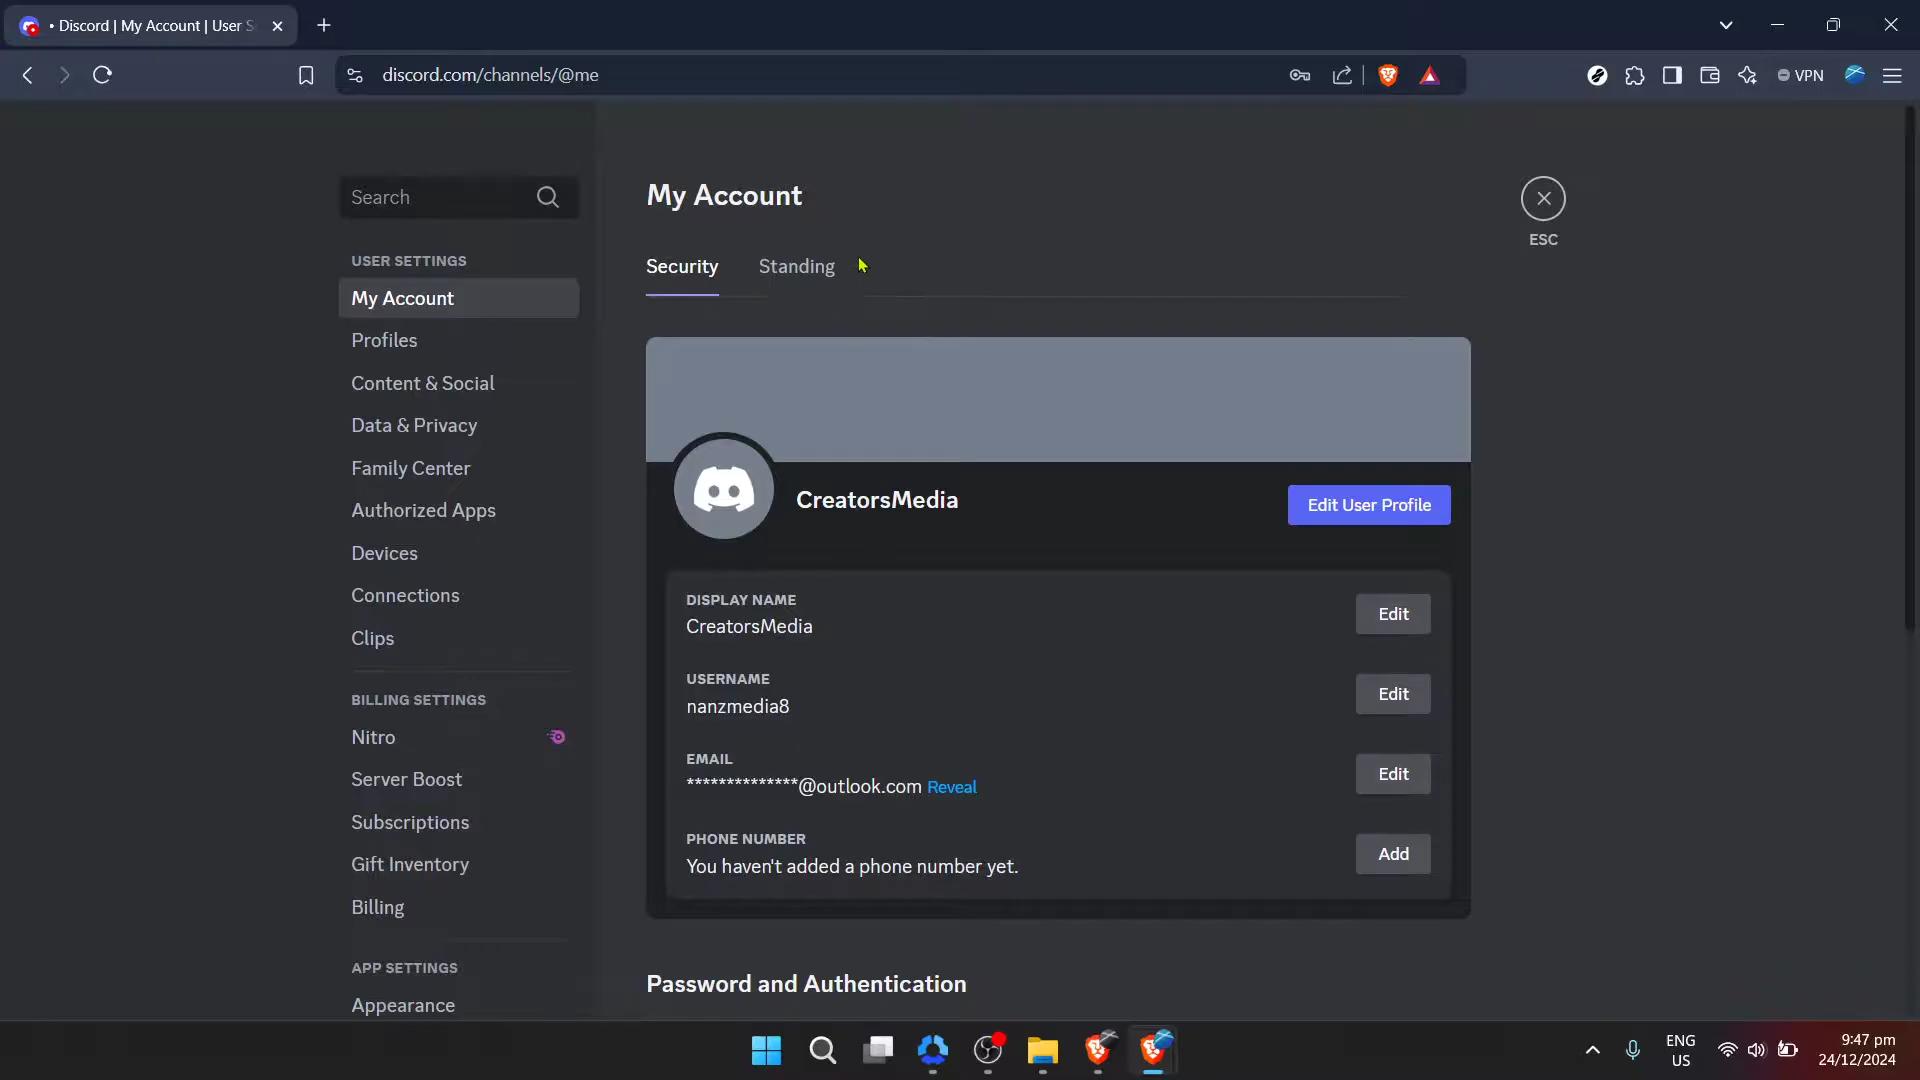 • Discord | My Account | User S
discord.com/channels/@me
VPN
Search
USER SETTINGS
My Account
Profiles
Content & Social
Data & Privacy
Family Center
Authorized Apps
Devices
Connections
Clips
BILLING SETTINGS
Nitro
Server Boost
Subscriptions
Gift Inventory
Billing
APP SETTINGS
Appearance
My Account
ESC
Security
Standing
CreatorsMedia
Edit User Profile
DISPLAY NAME
CreatorsMedia
Edit
USERNAME
nanzmedia8
Edit
EMAIL
**************@outlook.com Reveal
Edit
PHONE NUMBER
You haven't added a phone number yet.
Add
Password and Authentication
ENG
US
9:47 pm
24/12/2024